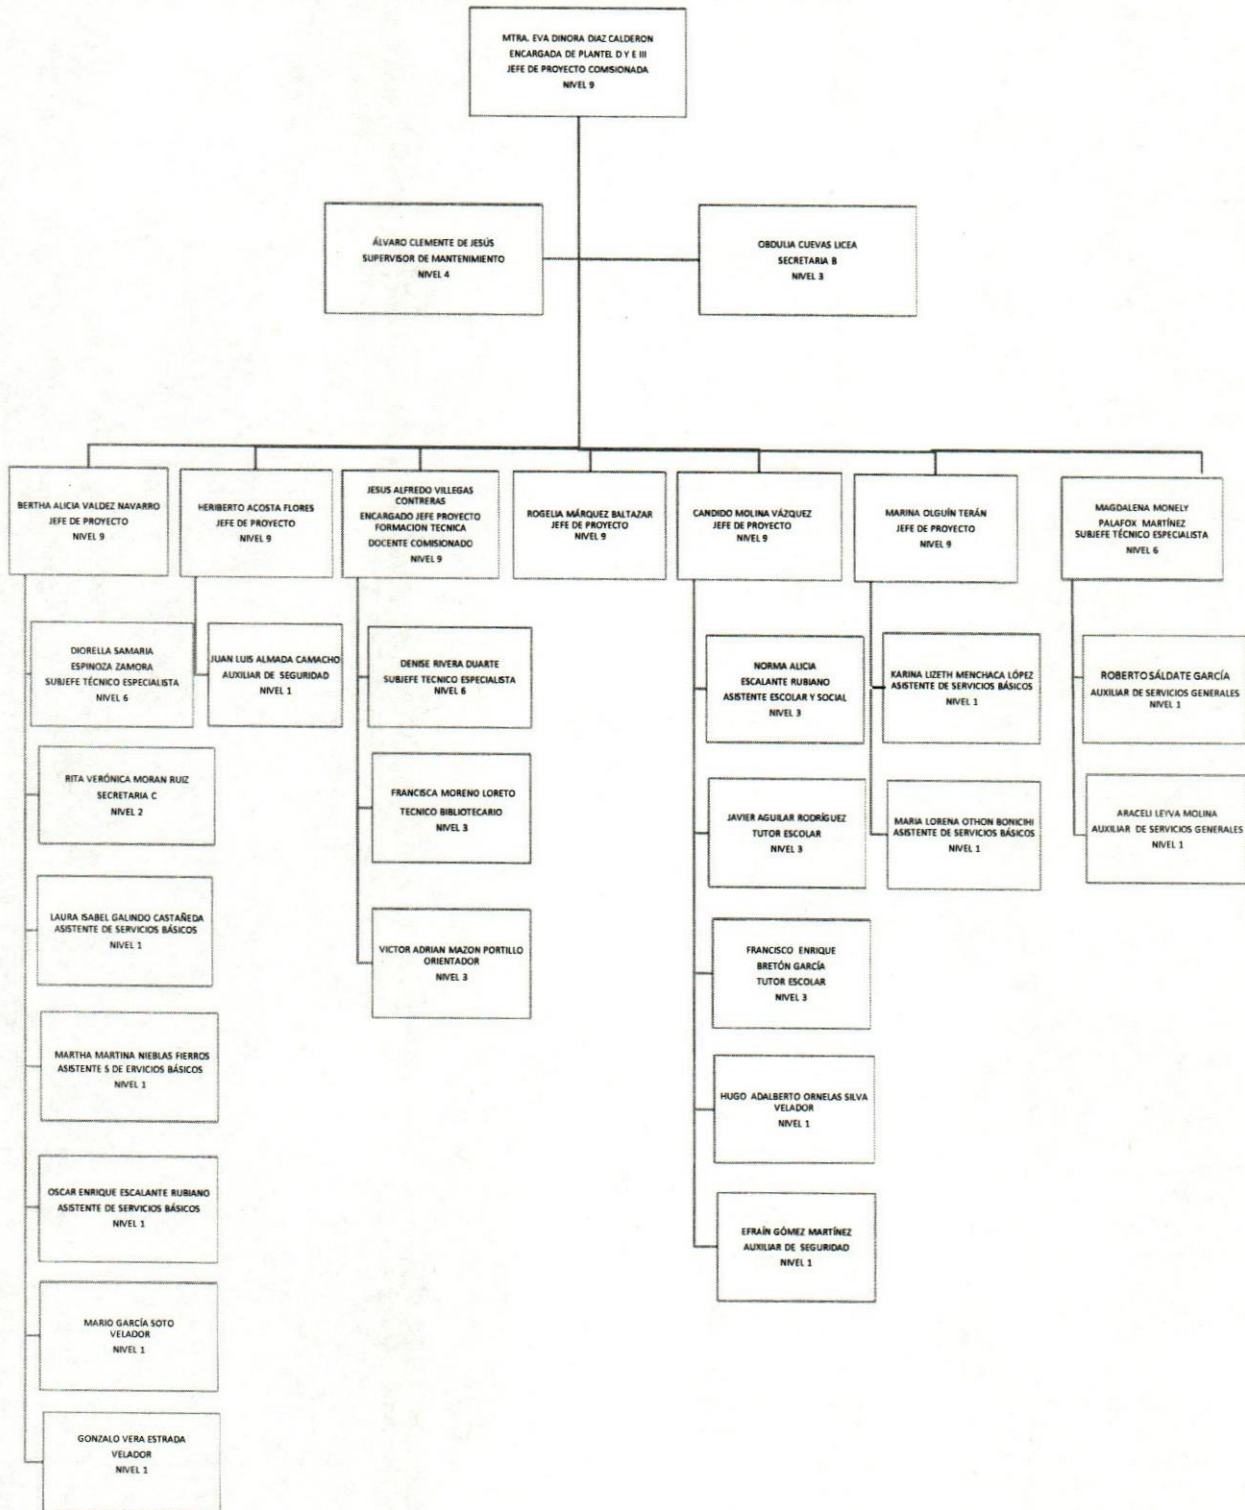 MTRA. EVA DINORA DIAZ CALDERON
ENCARGADA DE PLANTEL D Y E III
JEFE DE PROYECTO COMSIONADA
NIVEL 9
ÁLVARO CLEMENTE DE JESÚS
SUPERVISOR DE MANTENIMIENTO
NIVEL 4
OBDULIA CUEVAS LICEA
SECRETARIA B
NIVEL 3
BERTHA ALICIA VALDEZ NAVARRO
JEFE DE PROYECTO
NIVEL 9
HERIBERTO ACOSTA FLORES
JEFE DE PROYECTO
NIVEL 9
JESUS ALFREDO VILLEGAS
CONTRERAS
ENCARGADO JEFE PROYECTO
FORMACION TECNICA
DOCENTE COMISIONADO
NIVEL 9
ROGELIA MÁRQUEZ BALTAZAR
JEFE DE PROYECTO
NIVEL 9
CANDIDO MOLINA VÁZQUEZ
JEFE DE PROYECTO
NIVEL 9
MARINA OLGUÍN TERÁN
JEFE DE PROYECTO
NIVEL 9
MAGDALENA MONELY
PALAFOX MARTÍNEZ
SUBJEFE TÉCNICO ESPECIALISTA
NIVEL 6
DIORELLA SAMARIA
ESPINOZA ZAMORA
SUBJEFE TÉCNICO ESPECIALISTA
NIVEL 6
RITA VERÓNICA MORAN RUIZ
SECRETARIA C
NIVEL 2
LAURA ISABEL GALINDO CASTAÑEDA
ASISTENTE DE SERVICIOS BÁSICOS
NIVEL 1
MARTHA MARTINA NIEBLAS FIERROS
ASISTENTE S DE ERVICIOS BÁSICOS
NIVEL 1
OSCAR ENRIQUE ESCALANTE RUBIANO
ASISTENTE DE SERVICIOS BÁSICOS
NIVEL 1
MARIO GARCÍA SOTO
VELADOR
NIVEL 1
GONZALO VERA ESTRADA
VELADOR
NIVEL 1
JUAN LUIS ALMADA CAMACHO
AUXILIAR DE SEGURIDAD
NIVEL 1
DENISE RIVERA DUARTE
SUBJEFE TECNICO ESPECIALISTA
NIVEL 6
FRANCISCA MORENO LORETO
TECNICO BIBLIOTECARIO
NIVEL 3
VICTOR ADRIAN MAZON PORTILLO
ORIENTADOR
NIVEL 3
NORMA ALICIA
ESCALANTE RUBIANO
ASISTENTE ESCOLAR Y SOCIAL
NIVEL 3
JAVIER AGUILAR RODRÍGUEZ
TUTOR ESCOLAR
NIVEL 3
FRANCISCO ENRIQUE
BRETÓN GARCÍA
TUTOR ESCOLAR
NIVEL 3
HUGO ADALBERTO ORNELAS SILVA
VELADOR
NIVEL 1
EFRAÍN GÓMEZ MARTÍNEZ
AUXILIAR DE SEGURIDAD
NIVEL 1
KARINA LIZETH MENCHACA LÓPEZ
ASISTENTE DE SERVICIOS BÁSICOS
NIVEL 1
MARIA LORENA OTHON BONICIHI
ASISTENTE DE SERVICIOS BÁSICOS
NIVEL 1
ROBERTO SÁLDATE GARCÍA
AUXILIAR DE SERVICIOS GENERALES
NIVEL 1
ARACELI LEYVA MOLINA
AUXILIAR DE SERVICIOS GENERALES
NIVEL 1